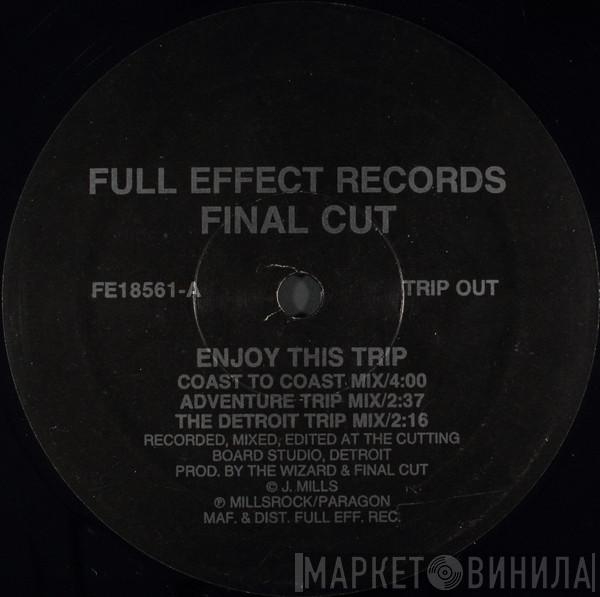 FULL EFFECT RECORDS
FINAL CUT
FE18561-A
TRIP OUT
ENJOY THIS TRIP
COAST TO COAST MIX/4:00
ADVENTURE TRIP MIX/2:37
THE DETROIT TRIP MIX/2:16
RECORDED, MIXED, EDITED AT THE CUTTING
BOARD STUDIO, DETROIT
PROD. BY THE WIZARD & FINAL CUT
© J. MILLS
℗ MILLSROCK/PARAGON
MAF. & DIST. FULL EFF. REC.
МАРКЕТ ВИНИЛА